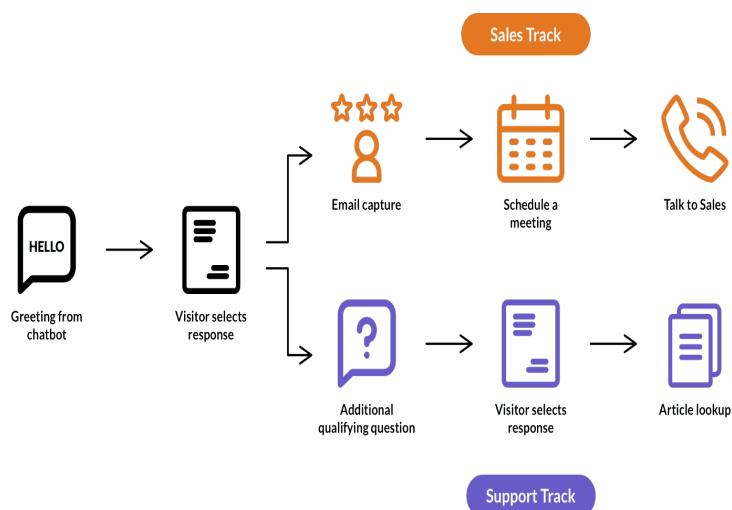 Sales Track
Email capture
Schedule a
meeting
Talk to Sales
HELLO
Greeting from
chatbot
Visitor selects
response
Additional
qualifying question
Visitor selects
response
Article lookup
Support Track